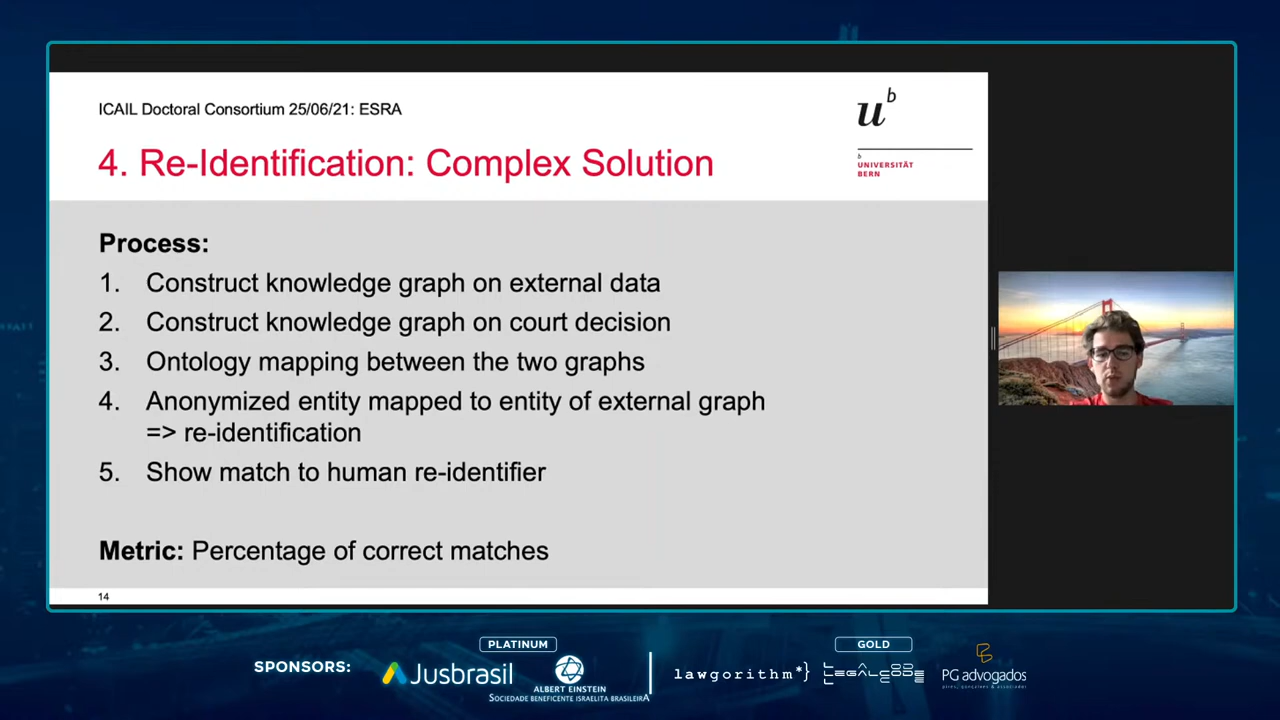 ICAIL Doctoral Consortium 25/06/21: ESRA
u b
b
UNIVERSITÄT
BERN
4. Re-Identification: Complex Solution
Process:
1. Construct knowledge graph on external data
2. Construct knowledge graph on court decision
3. Ontology mapping between the two graphs
4. Anonymized entity mapped to entity of external graph
=> re-identification
5. Show match to human re-identifier
Metric: Percentage of correct matches
14
PLATINUM
GOLD
SPONSORS:
Jusbrasil
ALBERT EINSTEIN
SOCIEDADE BENEFICENTE ISRAELITA BRASILEIRA
lawgorithm*}
LEGALCODE
PG advogados